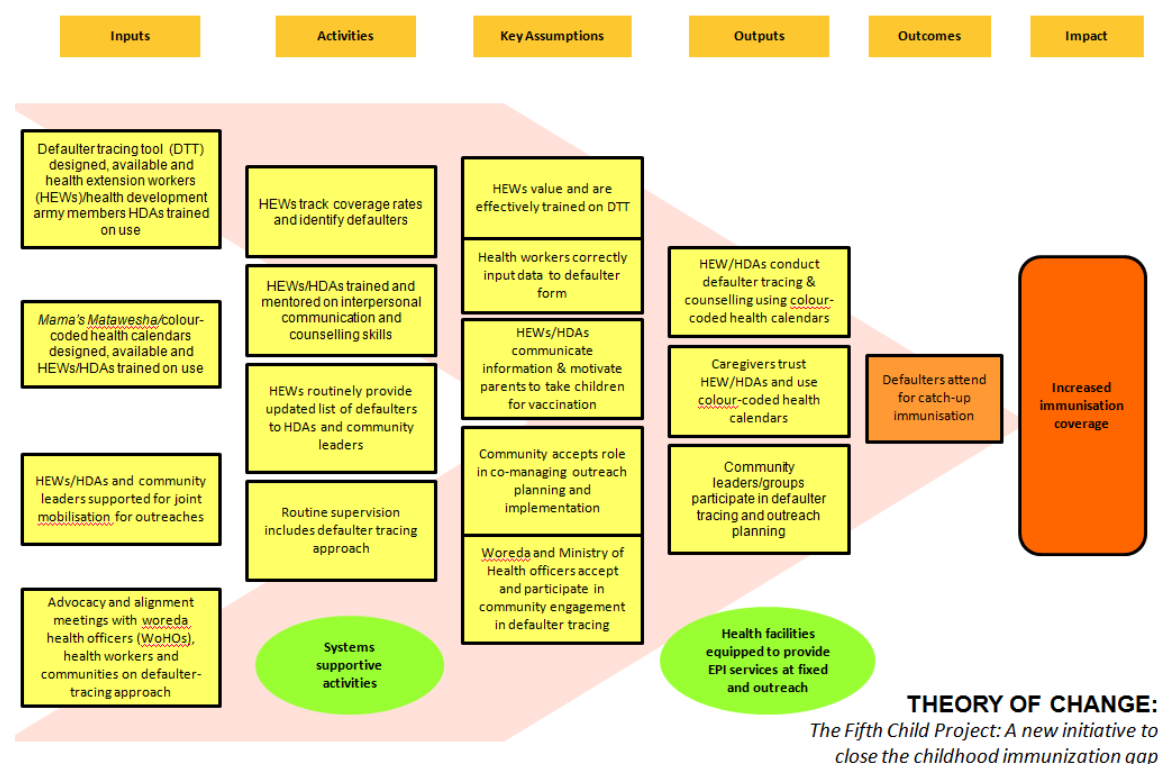 Inputs
Activities
Key Assumptions
Outputs
Outcomes
Impact
Defaulter tracing tool (DTT)
designed, available and
health extension workers
(HEWs)/health development
army members HDAs trained
on use
Mama's Matawesha/colour-
coded health calendars
designed, available and
HEWs/HDAs trained on use
HEWs/HDAs and community
leaders supported for joint
mobilisation for outreaches
Advocacy and alignment
meetings with woreda
health officers (WoHOs),
health workers and
communities on defaulter-
tracing approach
HEWs track coverage rates
and identify defaulters
HEWs/HDAs trained and
mentored on interpersonal
communication and
counselling skills
HEWs routinely provide
updated list of defaulters
to HDAs and community
leaders
Routine supervision
includes defaulter tracing
approach
Systems
supportive
activities
HEWs value and are
effectively trained on DTT
Health workers correctly
input data to defaulter
form
HEWs/HDAs
communicate
information & motivate
parents to take children
for vaccination
Community accepts role
in co-managing outreach
planning and
implementation
Woreda and Ministry of
Health officers accept
and participate in
community engagement
in defaulter tracing
HEW/HDAs conduct
defaulter tracing &
counselling using colour-
coded health calendars
Caregivers trust
HEW/HDAs and use
colour-coded health
calendars
Community
leaders/groups
participate in defaulter
tracing and outreach
planning
Health facilities
equipped to provide
EPI services at fixed
and outreach
Defaulters attend
for catch-up
immunisation
Increased
immunisation
coverage
THEORY OF CHANGE:
The Fifth Child Project: A new initiative to
close the childhood immunization gap